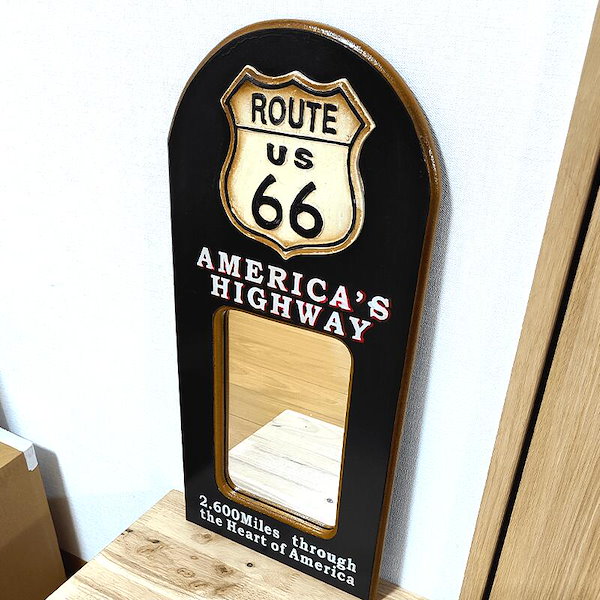 ROUTE
US
66
AMERICA'S
HIGHWAY
2.600Miles through
the Heart of America